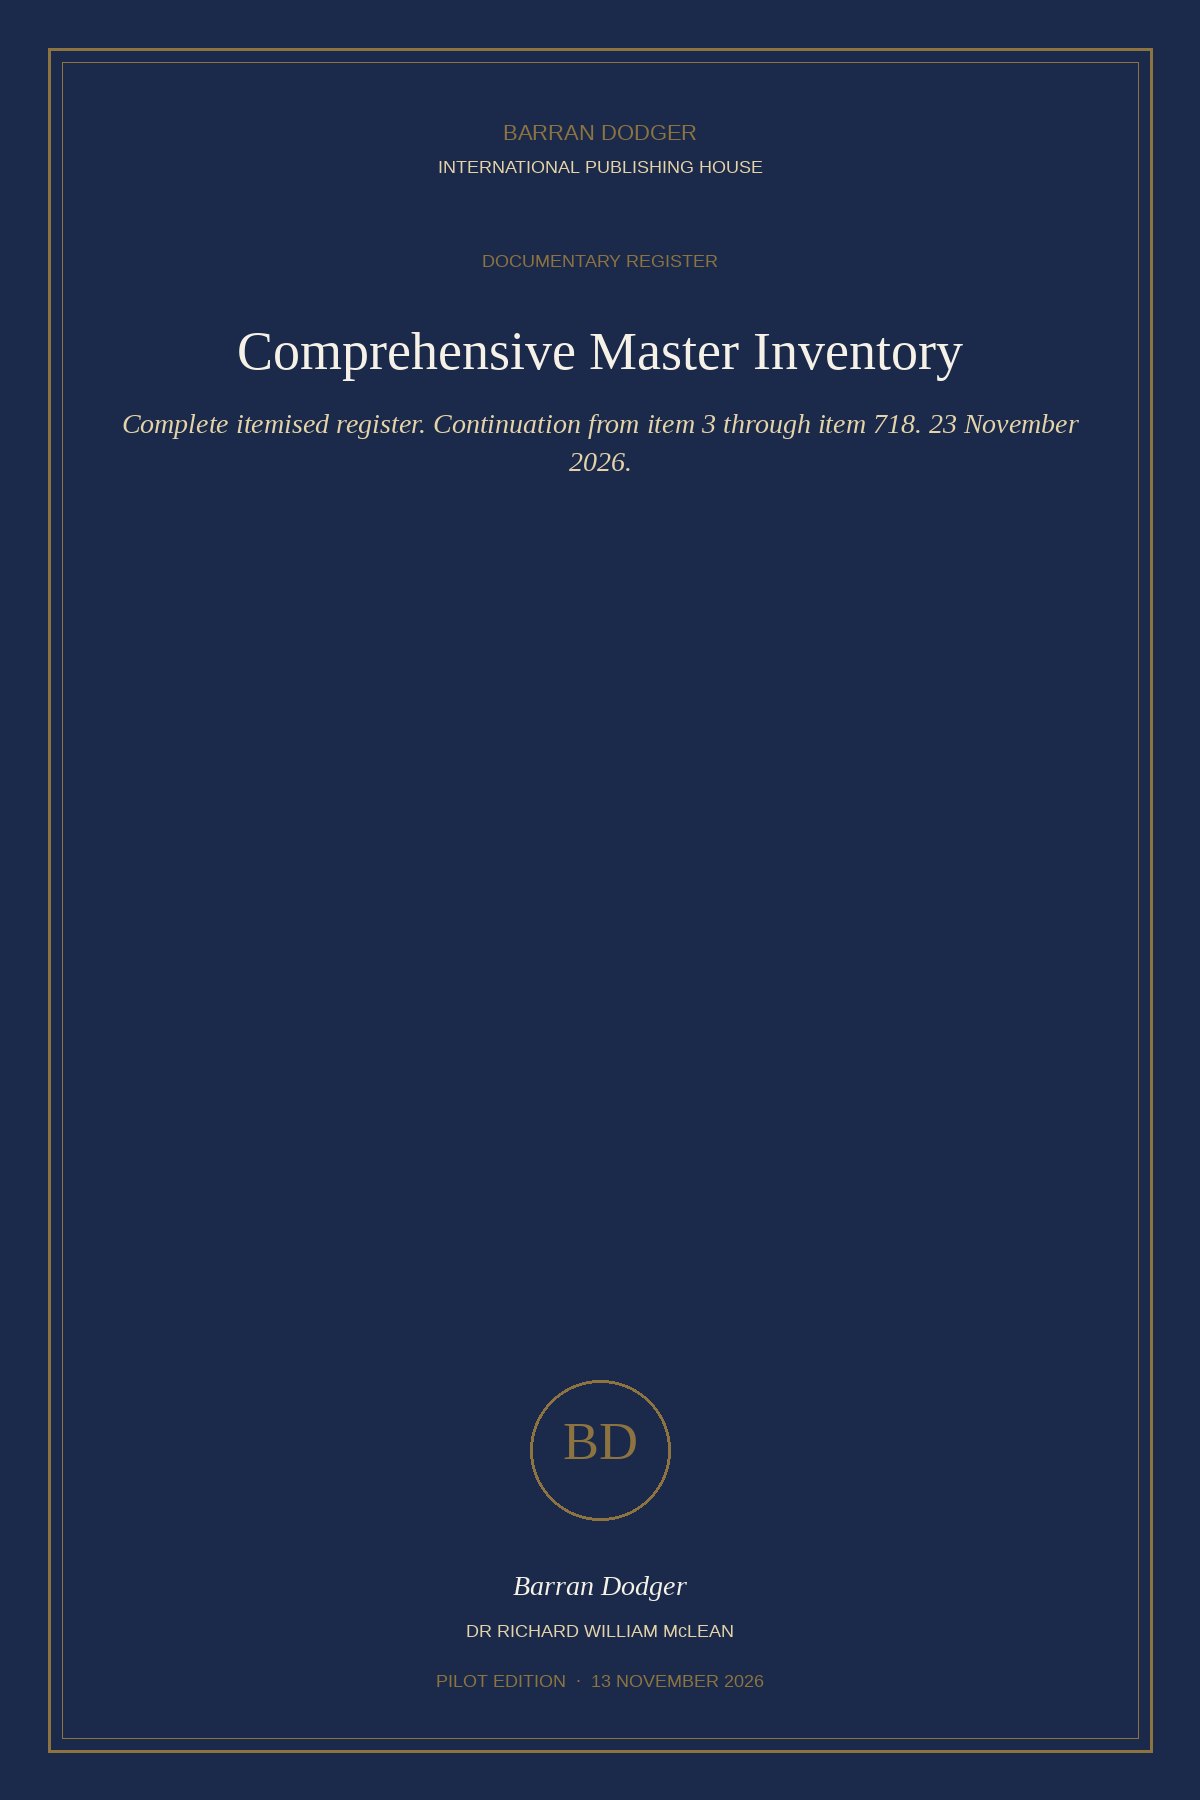 BARRAN DODGER
INTERNATIONAL PUBLISHING HOUSE
DOCUMENTARY REGISTER
Comprehensive Master Inventory
Complete itemised register. Continuation from item 3 through item 718. 23 November
2026.
BD
Barran Dodger
DR RICHARD WILLIAM McLEAN
PILOT EDITION · 13 NOVEMBER 2026